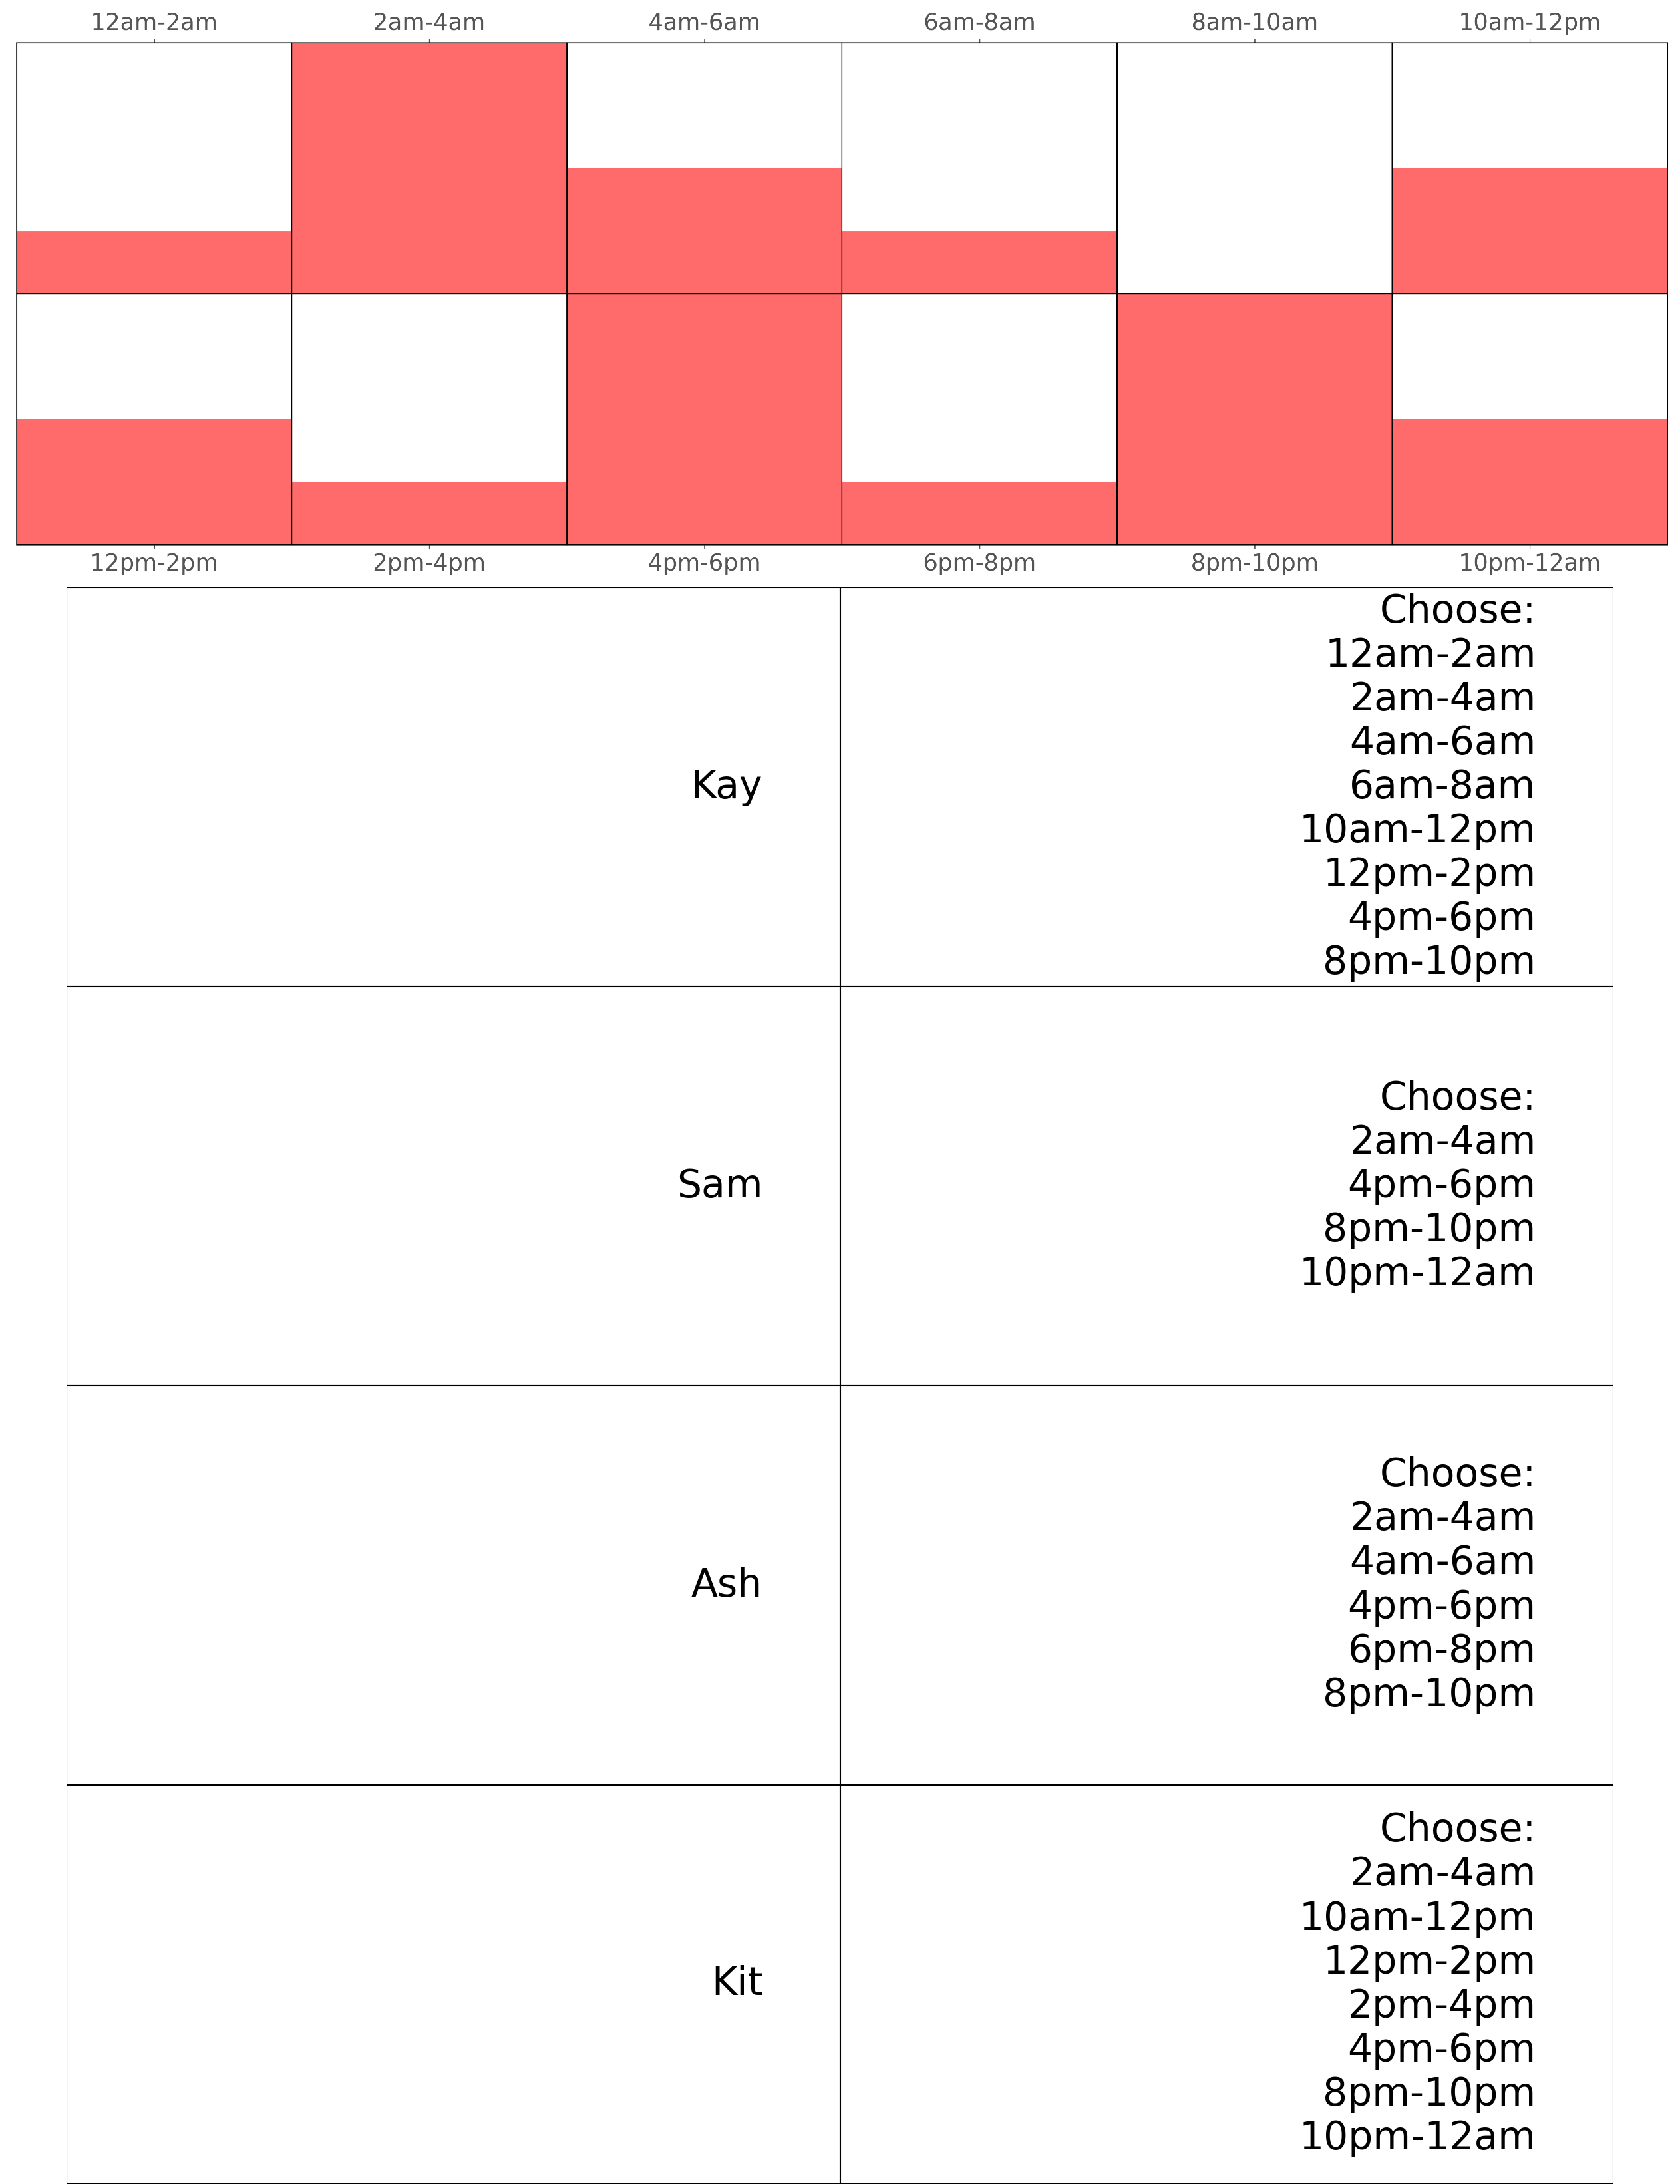 12am-2am 2am-4am 4am-6am 6am-8am 8am-10am 10am-12pm
12pm-2pm 2pm-4pm 4pm-6pm 6pm-8pm 8pm-10pm 10pm-12am
Kay
Choose:
12am-2am
2am-4am
4am-6am
6am-8am
10am-12pm
12pm-2pm
4pm-6pm
8pm-10pm
Sam
Choose:
2am-4am
4pm-6pm
8pm-10pm
10pm-12am
Ash
Choose:
2am-4am
4am-6am
4pm-6pm
6pm-8pm
8pm-10pm
Kit
Choose:
2am-4am
10am-12pm
12pm-2pm
2pm-4pm
4pm-6pm
8pm-10pm
10pm-12am